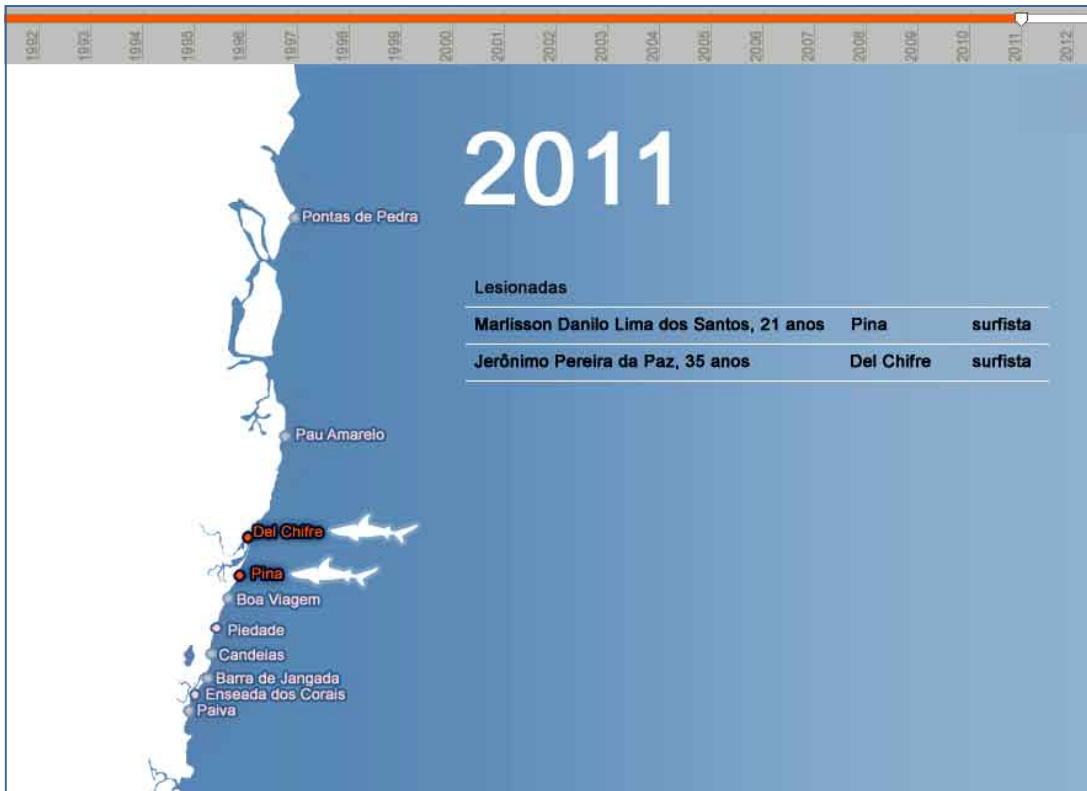 1992 1993 1994 1995 1996 1997 1998 1999 2000 2001 2002 2003 2004 2005 2006 2007 2008 2009 2010 2011 2012
2011
Pontas de Pedra
Lesionadas
Marlisson Danilo Lima dos Santos, 21 anos Pina surfista
Jerônimo Pereira da Paz, 35 anos Del Chifre surfista
Pau Amarelo
Del Chifre
Pina
Boa Viagem
Piedade
Candeias
Barra de Jangada
Enseada dos Corais
Paiva